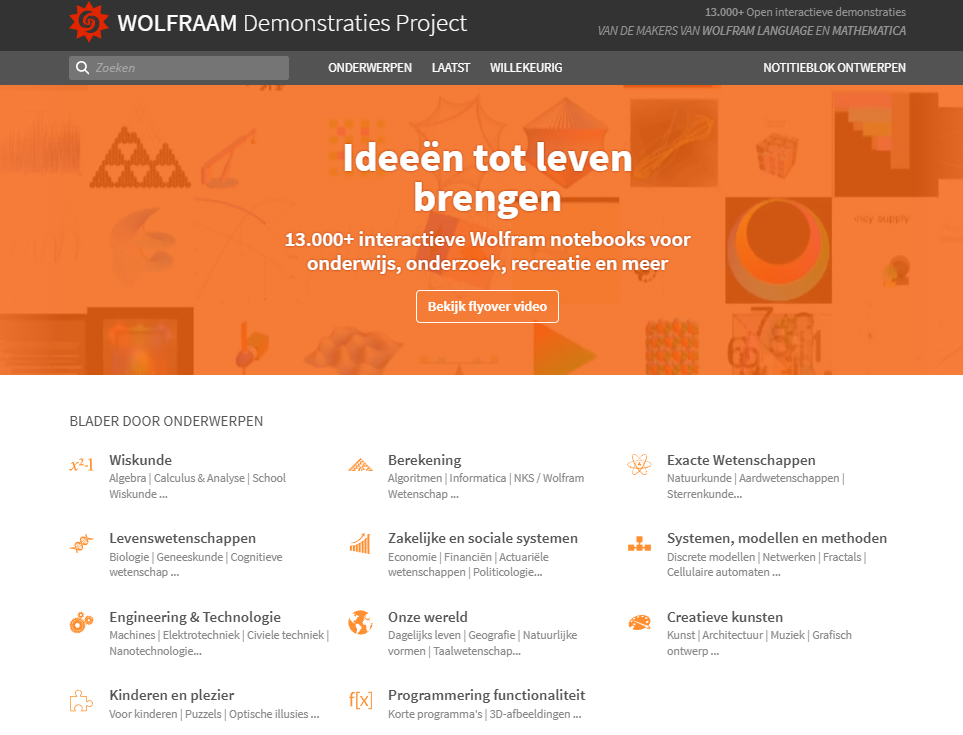 WOLFRAAM Demonstraties Project
13.000+ Open interactieve demonstraties
VAN DE MAKERS VAN WOLFRAM LANGUAGE EN MATHEMATICA
Zoeken
ONDERWERPEN LAATST WILLEKEURIG NOTITIEBLOK ONTWERPEN
Ideeën tot leven
brengen
13.000+ interactieve Wolfram notebooks voor
onderwijs, onderzoek, recreatie en meer
Bekijk flyover video
BLADER DOOR ONDERWERPEN
x²-1
Wiskunde
Algebra | Calculus & Analyse | School
Wiskunde ...
Berekening
Algoritmen | Informatica | NKS / Wolfram
Wetenschap ...
Exacte Wetenschappen
Natuurkunde | Aardwetenschappen |
Sterrenkunde...
Levenswetenschappen
Biologie | Geneeskunde | Cognitieve
wetenschap ...
Zakelijke en sociale systemen
Economie | Financiën | Actuariële
wetenschappen | Politicologie...
Systemen, modellen en methoden
Discrete modellen | Netwerken | Fractals |
Cellulaire automaten ...
Engineering & Technologie
Machines | Elektrotechniek | Civiele techniek |
Nanotechnologie...
Onze wereld
Dagelijks leven | Geografie | Natuurlijke
vormen | Taalwetenschap...
Creatieve kunsten
Kunst | Architectuur | Muziek | Grafisch
ontwerp ...
Kinderen en plezier
Voor kinderen | Puzzels | Optische illusies ...
f[x]
Programmering functionaliteit
Korte programma's | 3D-afbeeldingen ...